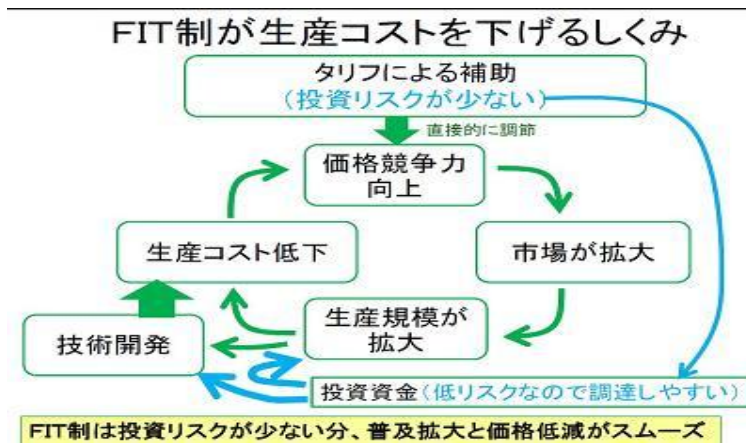 FIT制が生産コストを下げるしくみ
タリフによる補助
(投資リスクが少ない)
直接的に調節
価格競争力
向上
生産コスト低下
市場が拡大
生産規模が
拡大
技術開発
投資資金(低リスクなので調達しやすい)
FIT制は投資リスクが少ない分、普及拡大と価格低減がスムーズ